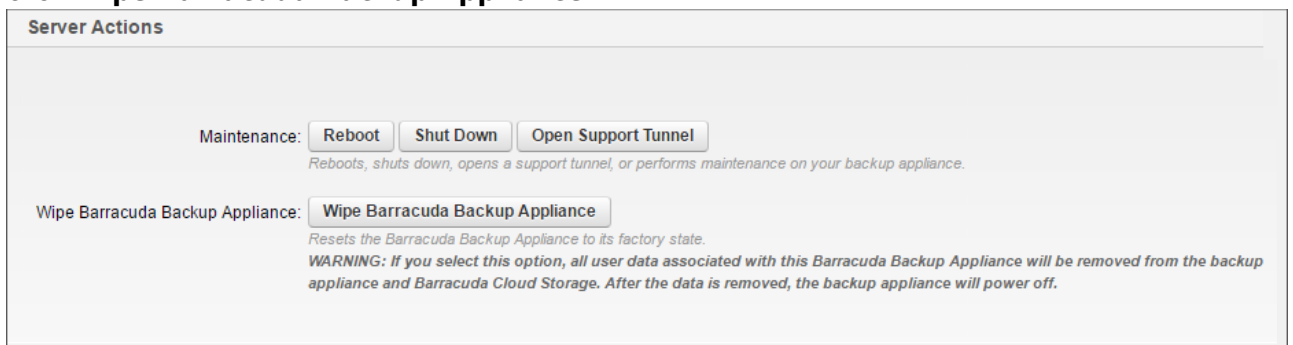 Server Actions
Maintenance: Reboot Shut Down Open Support Tunnel
Reboots, shuts down, opens a support tunnel, or performs maintenance on your backup appliance.
Wipe Barracuda Backup Appliance: Wipe Barracuda Backup Appliance
Resets the Barracuda Backup Appliance to its factory state.
WARNING: If you select this option, all user data associated with this Barracuda Backup Appliance will be removed from the backup
appliance and Barracuda Cloud Storage. After the data is removed, the backup appliance will power off.